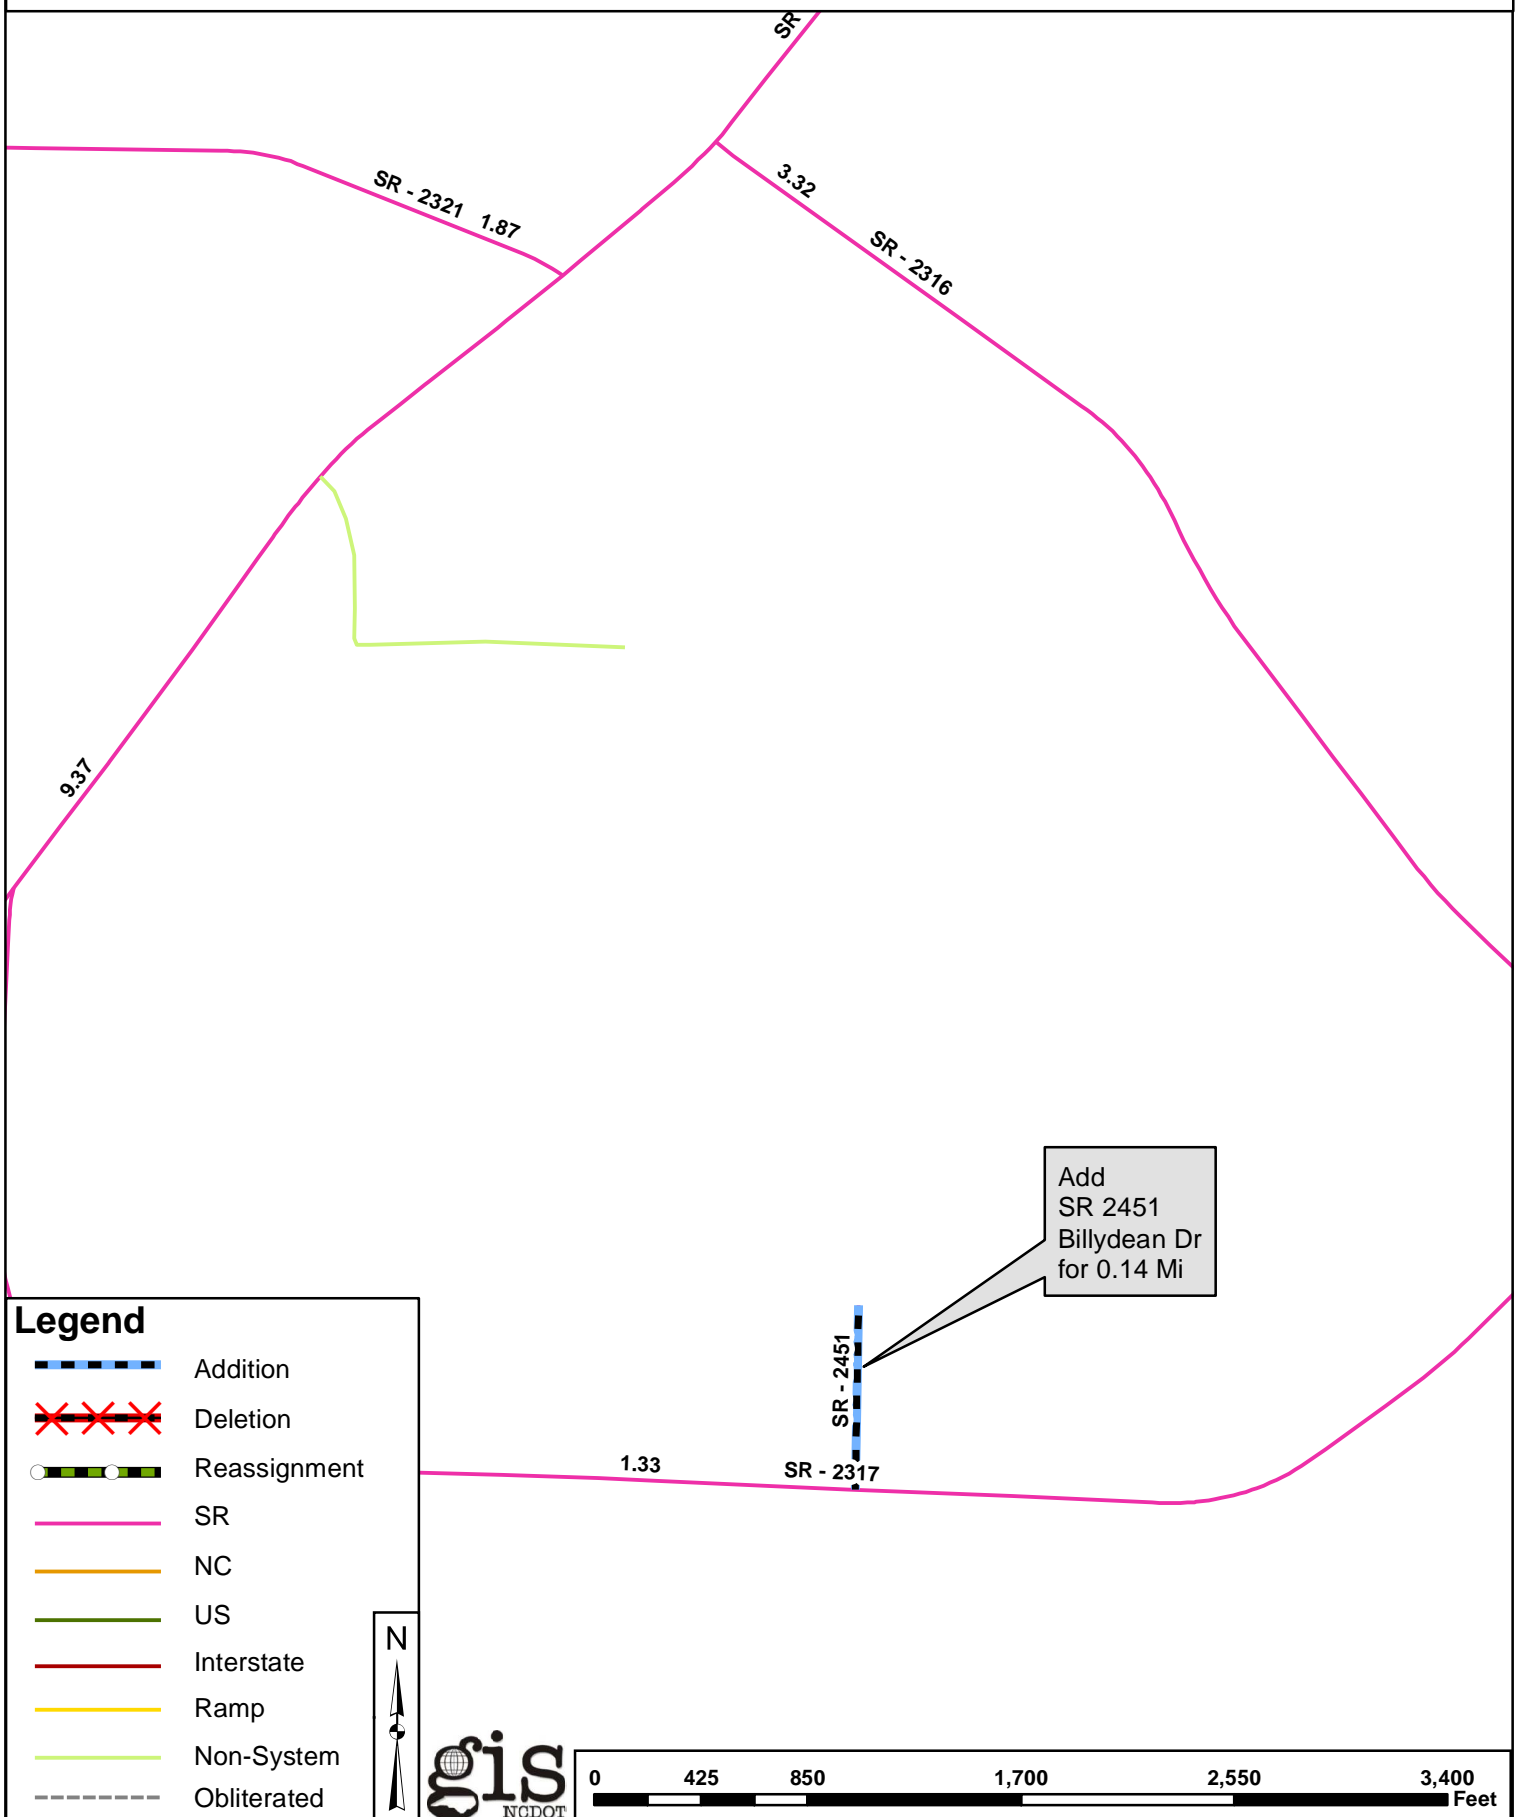 SR
SR - 2321 1.87
3.32
SR - 2316
9.37
Add
SR 2451
Billydean Dr
for 0.14 Mi
SR - 2451
1.33
SR - 2317
Legend
Addition
Deletion
Reassignment
SR
NC
US
Interstate
Ramp
Non-System
Obliterated
N
gis
NCDOT
0 425 850 1,700 2,550 3,400
Feet